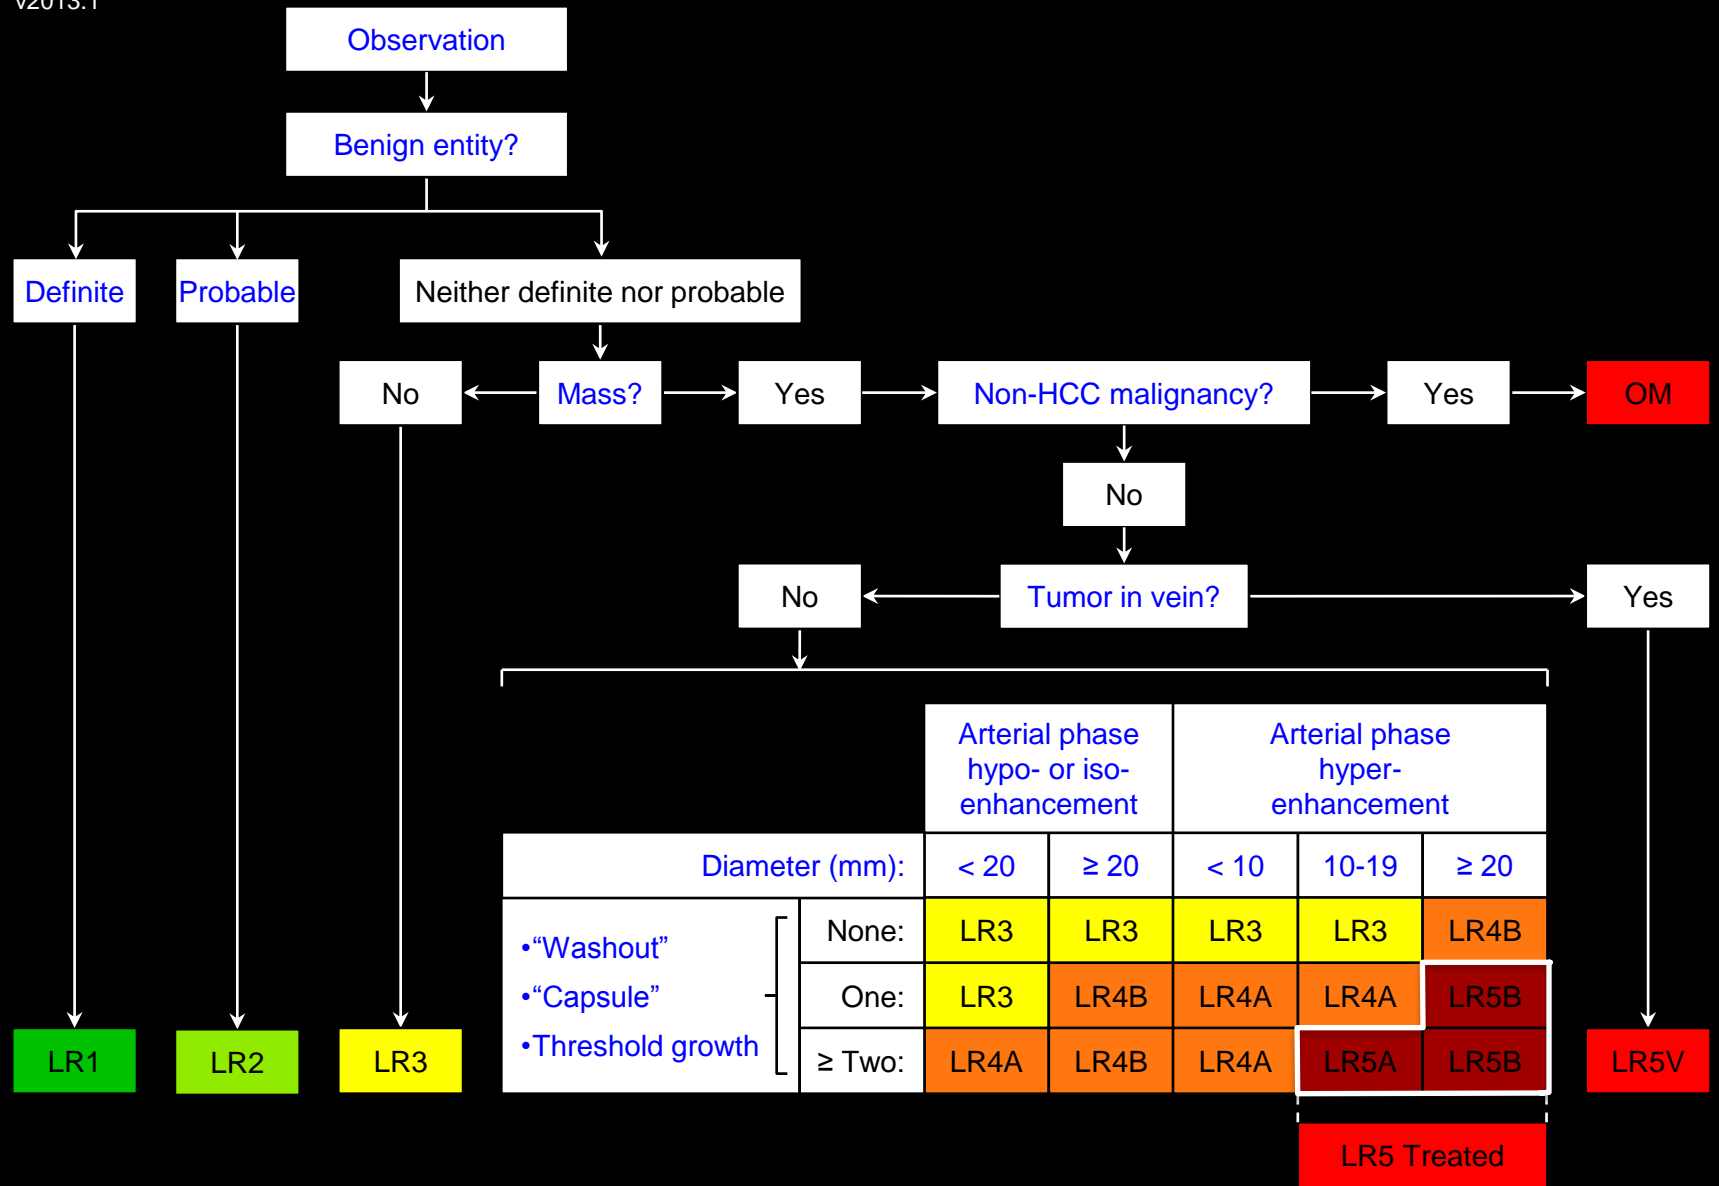 v2013.1
Observation
Benign entity?
Definite
Probable
Neither definite nor probable
No
Mass?
Yes
Non-HCC malignancy?
Yes
OM
No
No
Tumor in vein?
Yes
Arterial phase
hypo- or iso-
enhancement
Arterial phase
hyper-
enhancement
Diameter (mm):
< 20
≥ 20
< 10
10-19
≥ 20
•“Washout”
•“Capsule”
•Threshold growth
None:
LR3
LR3
LR3
LR3
LR4B
One:
LR3
LR4B
LR4A
LR4A
LR5B
≥ Two:
LR4A
LR4B
LR4A
LR5A
LR5B
LR1
LR2
LR3
LR5V
LR5 Treated